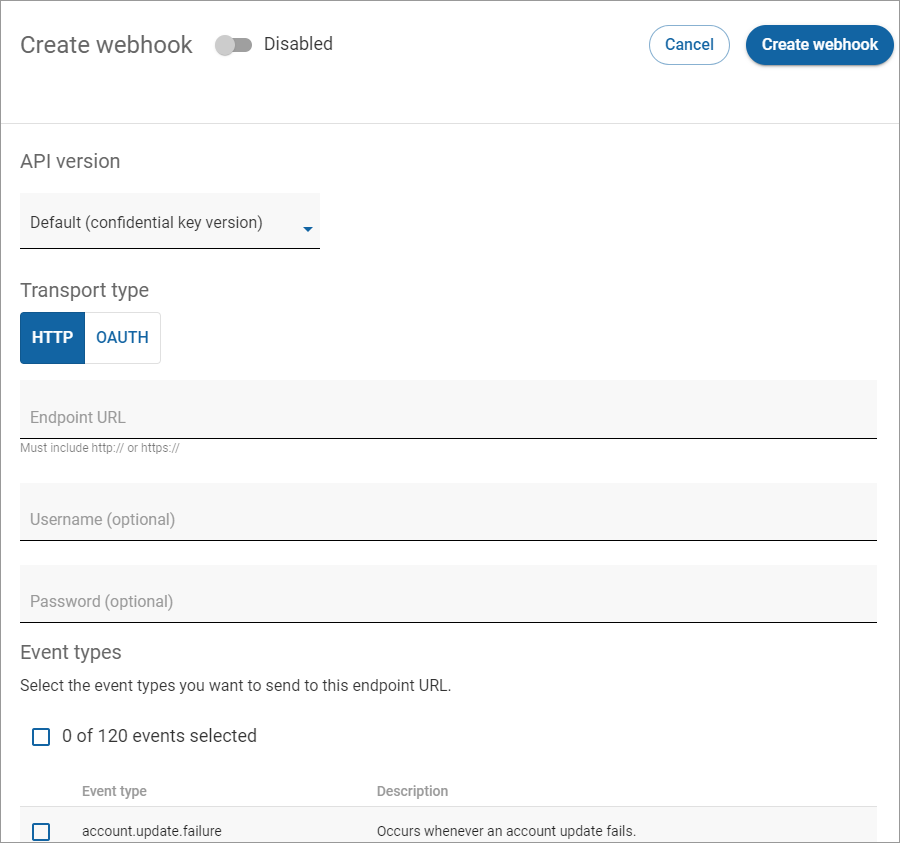 Create webhook Disabled Cancel Create webhook
API version
Default (confidential key version)
Transport type
HTTP OAUTH
Endpoint URL
Must include http:// or https://
Username (optional)
Password (optional)
Event types
Select the event types you want to send to this endpoint URL.
0 of 120 events selected
Event type Description
account.update.failure Occurs whenever an account update fails.